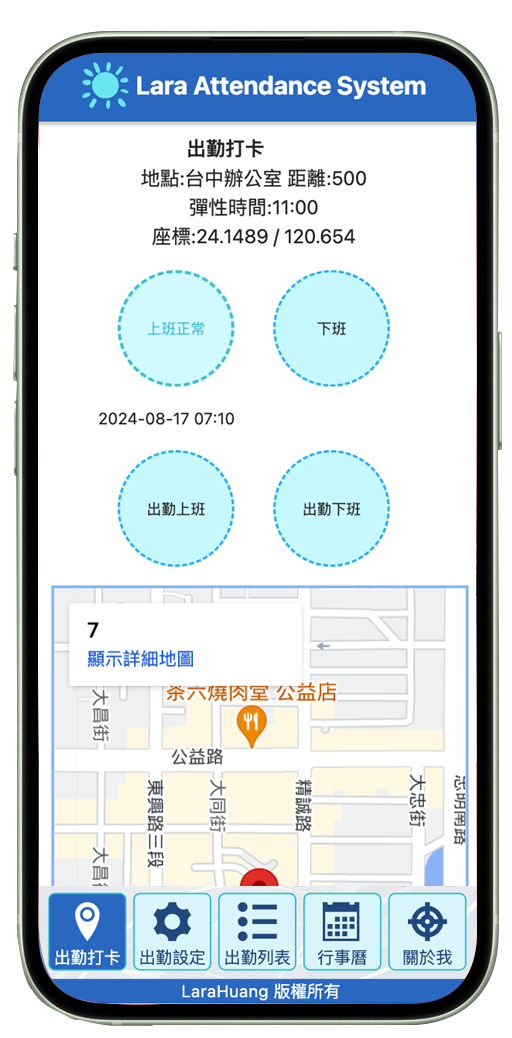 Lara Attendance System
出勤打卡
地點:台中辦公室 距離:500
彈性時間:11:00
座標:24.1489 / 120.654
上班正常
下班
2024-08-17 07:10
出勤上班
出勤下班
7
顯示詳細地圖
茶六燒肉堂 公益店
大昌街
公益路
東興路三段
大同街
精誠路
大忠街
忠明南路
大昌街
出勤打卡
出勤設定
出勤列表
行事曆
關於我
LaraHuang 版權所有